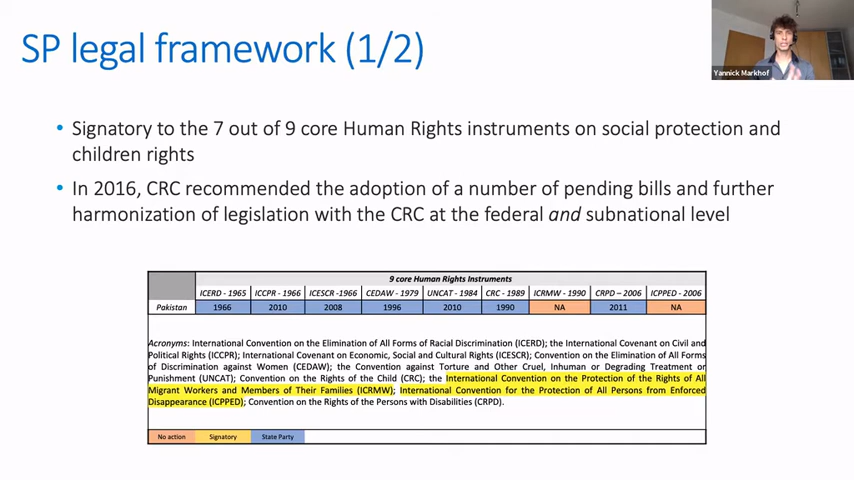 SP legal framework (1/2)
Yannick Markhof
• Signatory to the 7 out of 9 core Human Rights instruments on social protection and
children rights
• In 2016, CRC recommended the adoption of a number of pending bills and further
harmonization of legislation with the CRC at the federal and subnational level
9 core Human Rights Instruments
ICERD - 1965 ICCPR - 1966 ICESCR -1966 CEDAW - 1979 UNCAT - 1984 CRC - 1989 ICRMW - 1990 CRPD – 2006 ICPPED - 2006
Pakistan 1966 2010 2008 1996 2010 1990 NA 2011 NA
Acronyms: International Convention on the Elimination of All Forms of Racial Discrimination (ICERD); the International Covenant on Civil and
Political Rights (ICCPR); International Covenant on Economic, Social and Cultural Rights (ICESCR); Convention on the Elimination of All Forms
of Discrimination against Women (CEDAW); the Convention against Torture and Other Cruel, Inhuman or Degrading Treatment or
Punishment (UNCAT); Convention on the Rights of the Child (CRC); the International Convention on the Protection of the Rights of All
Migrant Workers and Members of Their Families (ICRMW); International Convention for the Protection of All Persons from Enforced
Disappearance (ICPPED); Convention on the Rights of the Persons with Disabilities (CRPD).
No action Signatory State Party